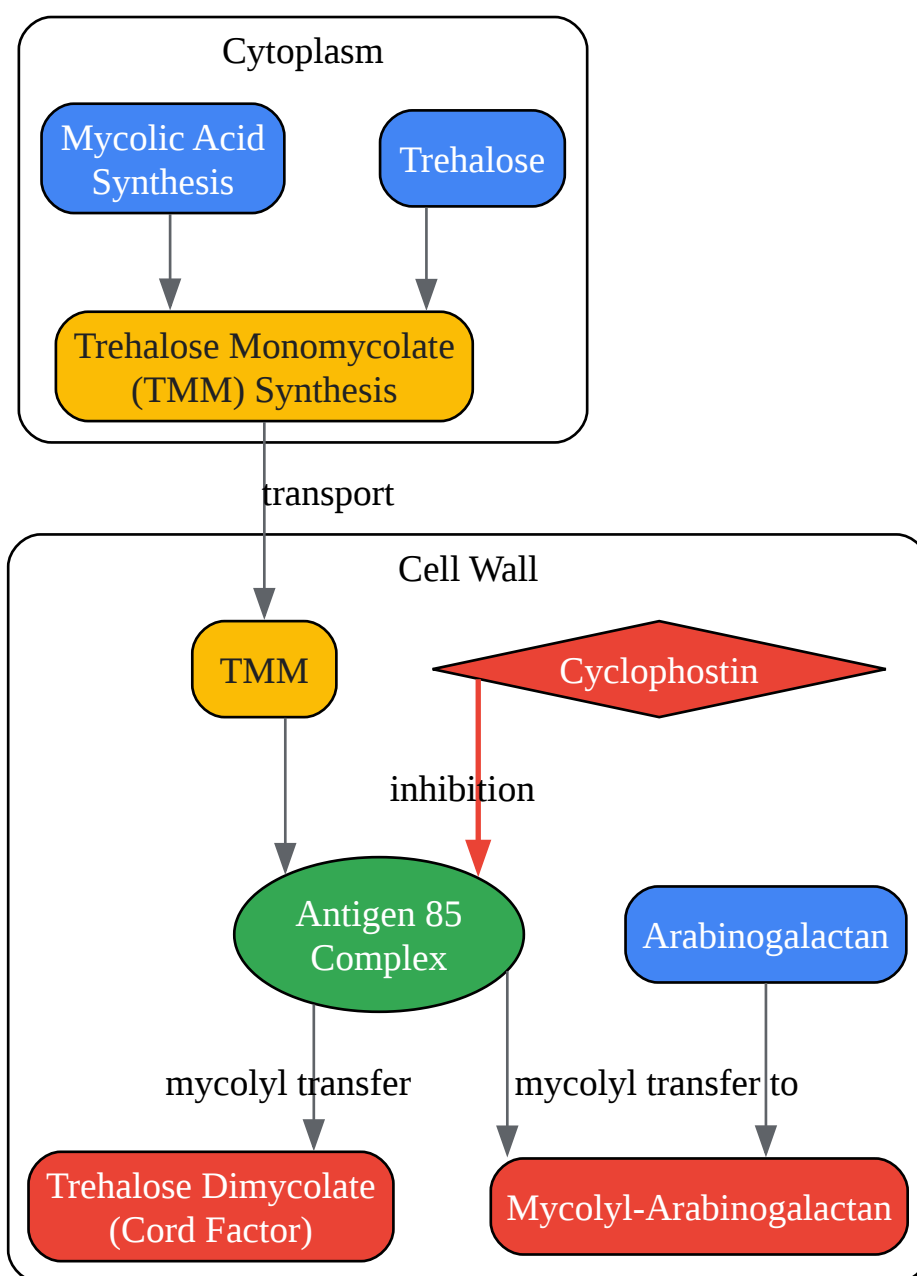 Cytoplasm
Mycolic Acid
Synthesis
Trehalose
Trehalose Monomycolate
(TMM) Synthesis
transport
Cell Wall
TMM
Cyclophostin
inhibition
Antigen 85
Complex
Arabinogalactan
mycolyl transfer
mycolyl transfer to
Trehalose Dimycolate
(Cord Factor)
Mycolyl-Arabinogalactan